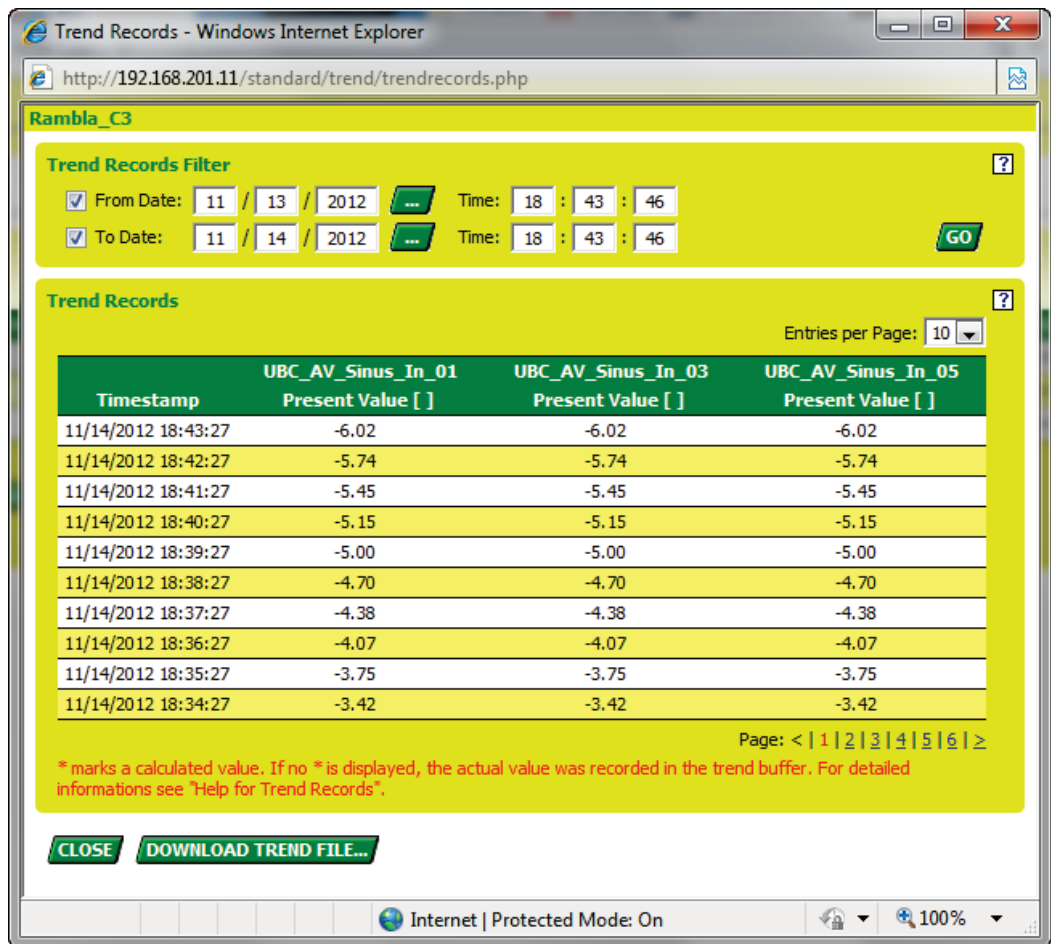 Trend Records - Windows Internet Explorer
http://192.168.201.11/standard/trend/trendrecords.php
Rambla_C3
Trend Records Filter ?
From Date: 11 / 13 / 2012 ... Time: 18 : 43 : 46
To Date: 11 / 14 / 2012 ... Time: 18 : 43 : 46 GO
Trend Records ?
Entries per Page: 10
UBC_AV_Sinus_In_01 UBC_AV_Sinus_In_03 UBC_AV_Sinus_In_05
Timestamp Present Value [ ] Present Value [ ] Present Value [ ]
11/14/2012 18:43:27 -6.02 -6.02 -6.02
11/14/2012 18:42:27 -5.74 -5.74 -5.74
11/14/2012 18:41:27 -5.45 -5.45 -5.45
11/14/2012 18:40:27 -5.15 -5.15 -5.15
11/14/2012 18:39:27 -5.00 -5.00 -5.00
11/14/2012 18:38:27 -4.70 -4.70 -4.70
11/14/2012 18:37:27 -4.38 -4.38 -4.38
11/14/2012 18:36:27 -4.07 -4.07 -4.07
11/14/2012 18:35:27 -3.75 -3.75 -3.75
11/14/2012 18:34:27 -3.42 -3.42 -3.42
Page: < | 1 | 2 | 3 | 4 | 5 | 6 | >
* marks a calculated value. If no * is displayed, the actual value was recorded in the trend buffer. For detailed
informations see "Help for Trend Records".
CLOSE DOWNLOAD TREND FILE...
Internet | Protected Mode: On 100%